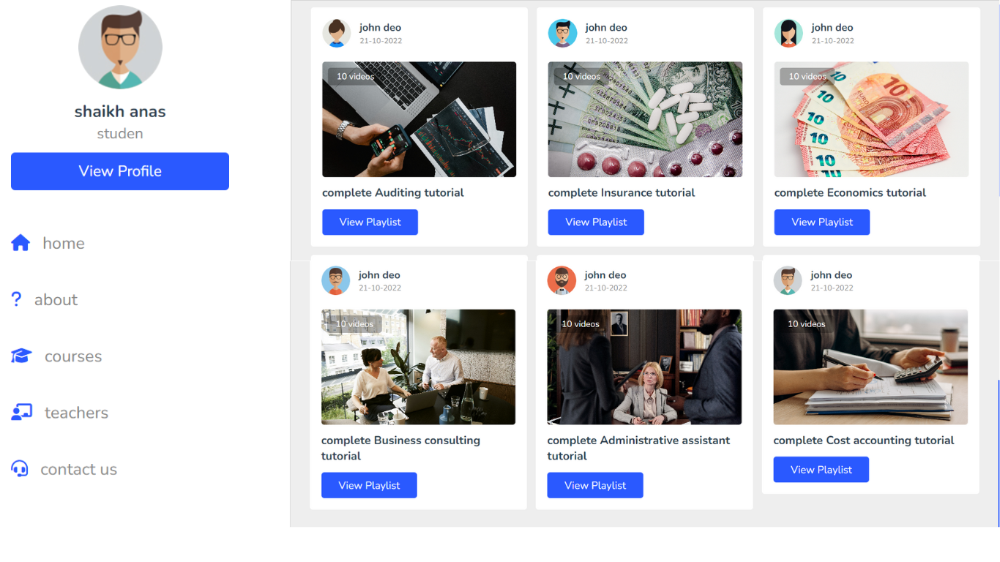 shaikh anas
studen
View Profile
home
about
courses
teachers
contact us
john deo
21-10-2022
10 videos
complete Auditing tutorial
View Playlist
john deo
21-10-2022
10 videos
complete Insurance tutorial
View Playlist
john deo
21-10-2022
10 videos
complete Economics tutorial
View Playlist
john deo
21-10-2022
10 videos
complete Business consulting
tutorial
View Playlist
john deo
21-10-2022
10 videos
complete Administrative assistant
tutorial
View Playlist
john deo
21-10-2022
10 videos
complete Cost accounting tutorial
View Playlist